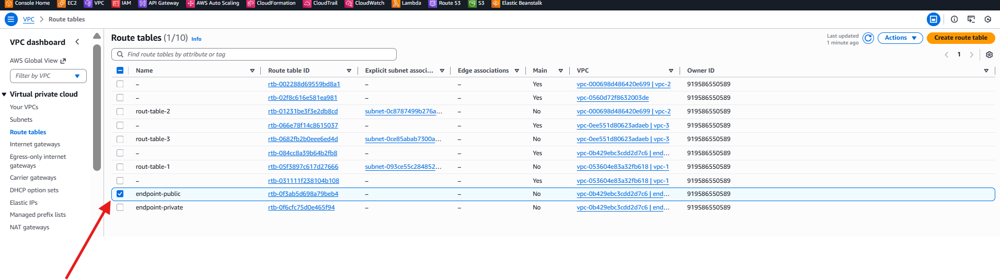 Console Home EC2 VPC IAM API Gateway AWS Auto Scaling CloudFormation CloudTrail CloudWatch Lambda Route 53 S3 Elastic Beanstalk
VPC > Route tables
VPC dashboard
AWS Global View
Filter by VPC
Virtual private cloud
Your VPCs
Subnets
Route tables
Internet gateways
Egress-only internet
gateways
Carrier gateways
DHCP option sets
Elastic IPs
Managed prefix lists
NAT gateways
Route tables (1/10) Info
Last updated
1 minute ago
Actions
Create route table
Find route tables by attribute or tag
1
Name Route table ID Explicit subnet associ... Edge associations Main VPC Owner ID
– rtb-002288d69559bd8a1 – – Yes vpc-000698d486420e699 | vpc-2 919586550589
– rtb-02f8c616e581ea981 – – Yes vpc-0560d72f8632003de 919586550589
rout-table-2 rtb-01231be3f3e2db8cd subnet-0c8787499b276a... – No vpc-000698d486420e699 | vpc-2 919586550589
– rtb-066e78f14c8615037 – – Yes vpc-0ee551d80623adaeb | vpc-3 919586550589
rout-table-3 rtb-0682fb2b0eee6ed4d subnet-0ce85abab7300a... – No vpc-0ee551d80623adaeb | vpc-3 919586550589
– rtb-084cc8a39b64b2fb8 – – Yes vpc-0b429ebc3cdd2d7c6 | end... 919586550589
rout-table-1 rtb-05f3897c617d27666 subnet-093ce55c284852... – No vpc-053604e83a32fb618 | vpc-1 919586550589
– rtb-031111f238104b108 – – Yes vpc-053604e83a32fb618 | vpc-1 919586550589
endpoint-public rtb-0f3ab5d698a79beb4 – – No vpc-0b429ebc3cdd2d7c6 | end... 919586550589
endpoint-private rtb-0f6cfc75d0e465f94 – – No vpc-0b429ebc3cdd2d7c6 | end... 919586550589